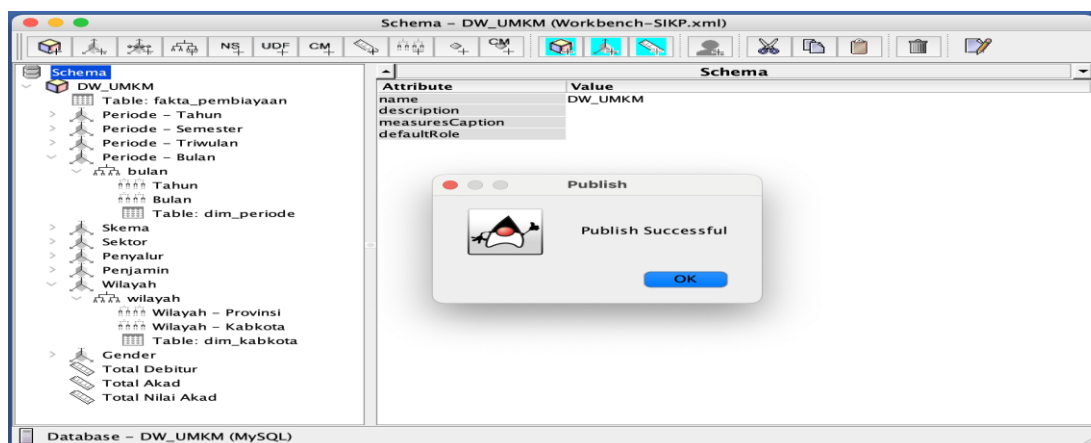 Schema - DW_UMKM (Workbench-SIKP.xml)
NS UDF CM CM
Schema
DW_UMKM
Table: fakta_pembiayaan
Periode - Tahun
Periode - Semester
Periode - Triwulan
Periode - Bulan
bulan
Tahun
Bulan
Table: dim_periode
Skema
Sektor
Penyalur
Penjamin
Wilayah
wilayah
Wilayah - Provinsi
Wilayah - Kabkota
Table: dim_kabkota
Gender
Total Debitur
Total Akad
Total Nilai Akad
Schema
Attribute Value
name DW_UMKM
description
measuresCaption
defaultRole
Publish
Publish Successful
OK
Database - DW_UMKM (MySQL)